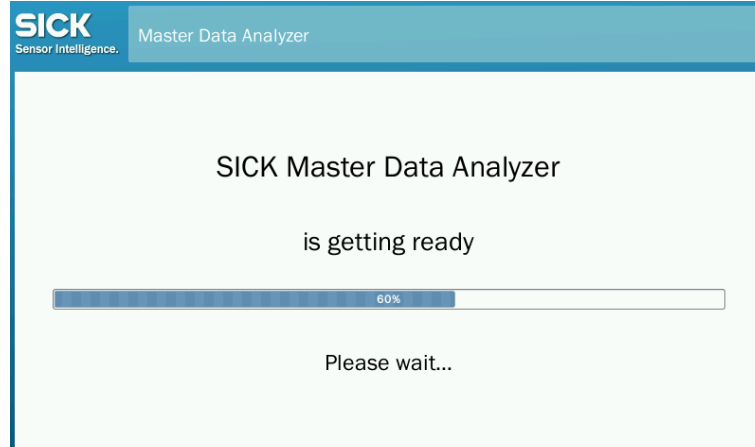 SICK
Sensor Intelligence.
Master Data Analyzer
SICK Master Data Analyzer
is getting ready
60%
Please wait...